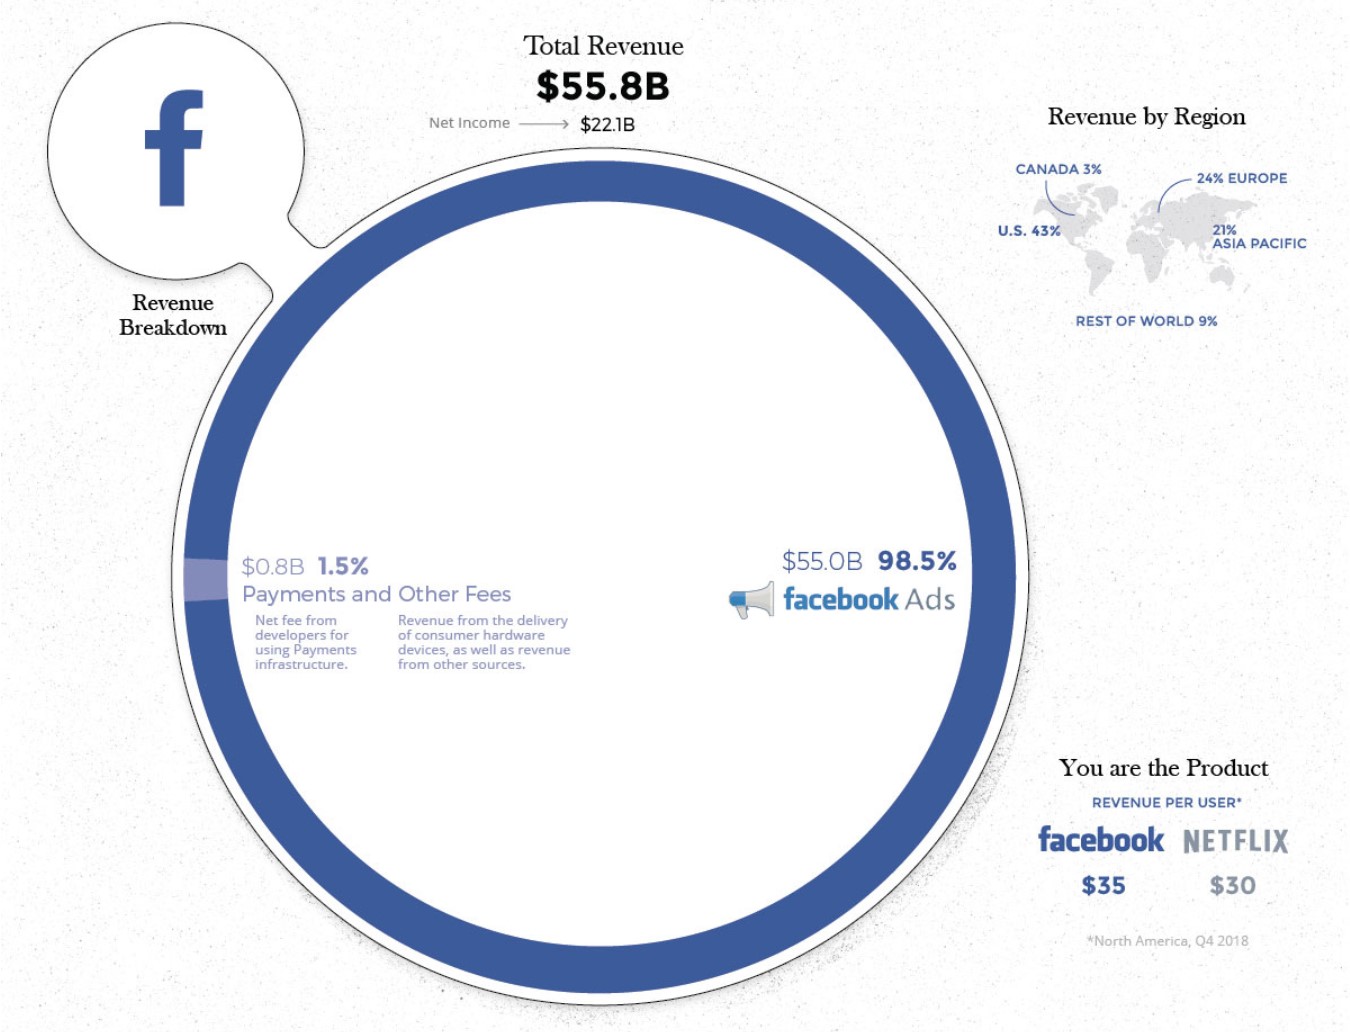 Total Revenue
$55.8B
Net Income
$22.1B
Revenue
Breakdown
Revenue by Region
CANADA 3%
24% EUROPE
U.S. 43%
21%
ASIA PACIFIC
REST OF WORLD 9%
$0.8B 1.5%
Payments and Other Fees
Net fee from
developers for
using Payments
infrastructure.
Revenue from the delivery
of consumer hardware
devices, as well as revenue
from other sources.
$55.0B 98.5%
facebook Ads
You are the Product
REVENUE PER USER*
facebook NETFLIX
$35 $30
*North America, Q4 2018